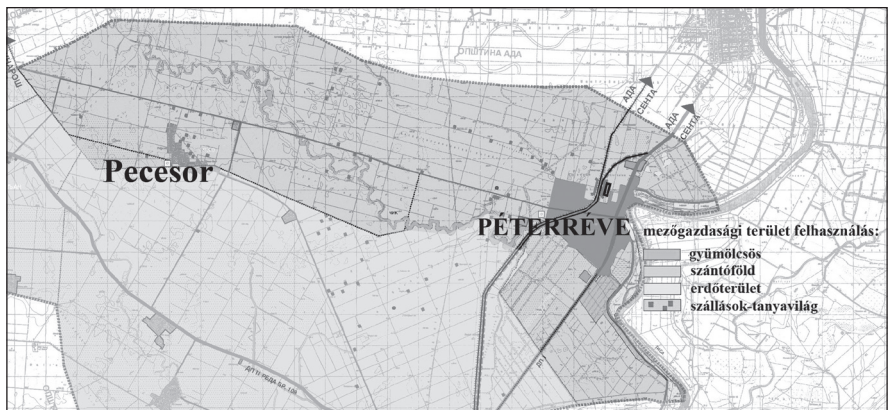 ОПШТИНА АДА
АДА
СЕНТА
АДА
СЕНТА
Pecesor
PÉTERRÉVE
mezőgazdasági terület felhasználás:
gyümölcsös
szántóföld
erdőterület
szállások-tanyavilág